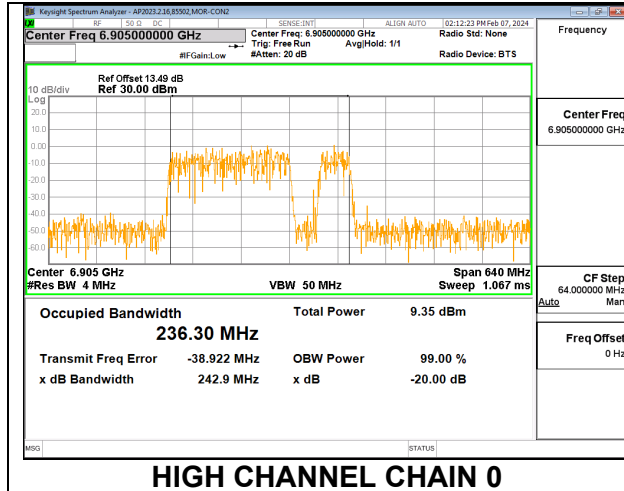 Keysight Spectrum Analyzer - AP2023.2.16,85502,MOR-CON2
RF 50 Ω DC SENSE:INT ALIGN AUTO 02:12:23 PM Feb 07, 2024
Center Freq 6.905000000 GHz
Center Freq: 6.905000000 GHz Radio Std: None
Trig: Free Run Avg|Hold: 1/1
#IFGain:Low #Atten: 20 dB Radio Device: BTS
Frequency
Ref Offset 13.49 dB
10 dB/div Ref 30.00 dBm
Log
20.0
10.0
0.00
-10.0
-20.0
-30.0
-40.0
-50.0
-60.0
Center 6.905 GHz Span 640 MHz
#Res BW 4 MHz VBW 50 MHz Sweep 1.067 ms
Center Freq
6.905000000 GHz
CF Step
64.000000 MHz
Auto Man
Freq Offset
0 Hz
Occupied Bandwidth Total Power 9.35 dBm
236.30 MHz
Transmit Freq Error -38.922 MHz OBW Power 99.00 %
x dB Bandwidth 242.9 MHz x dB -20.00 dB
MSG STATUS
HIGH CHANNEL CHAIN 0